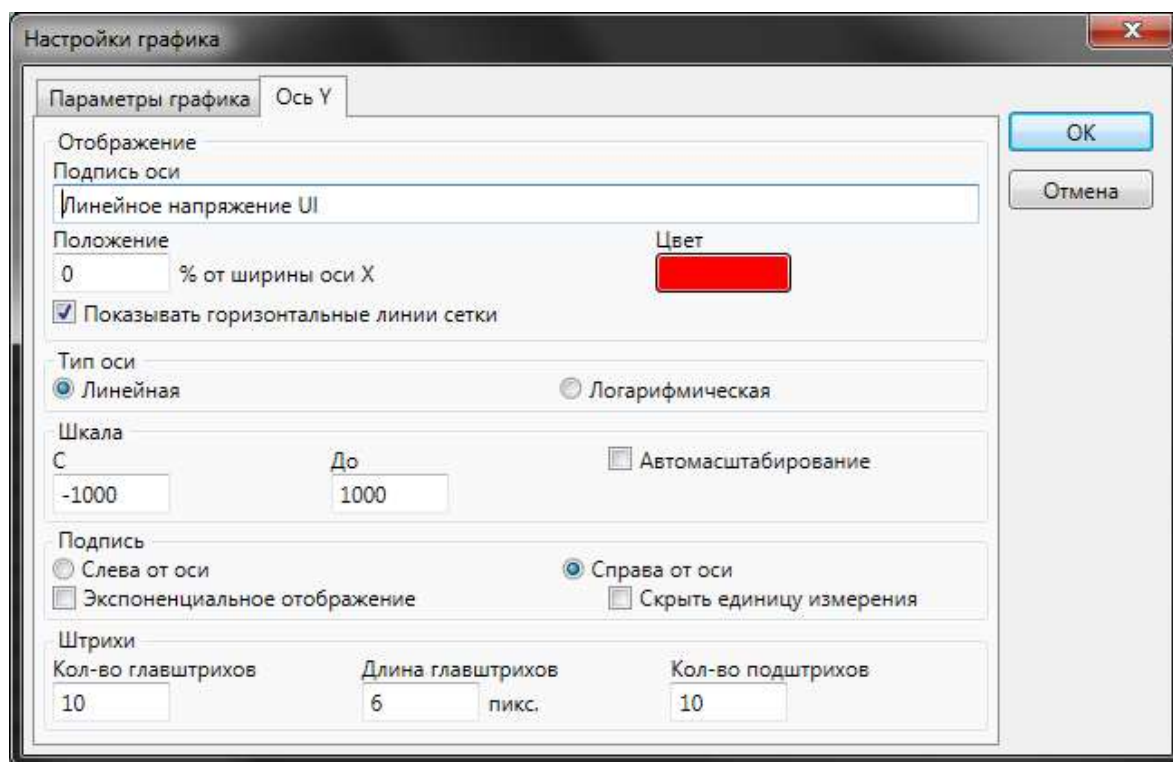 Настройки графика
Параметры графика Ось Y
Отображение
Подпись оси
Линейное напряжение Ul
Положение Цвет
0 % от ширины оси X
Показывать горизонтальные линии сетки
Тип оси
Линейная Логарифмическая
Шкала
С До Автомасштабирование
-1000 1000
Подпись
Слева от оси Справа от оси
Экспоненциальное отображение Скрыть единицу измерения
Штрихи
Кол-во главштрихов Длина главштрихов Кол-во подштрихов
10 6 пикс. 10
OK
Отмена